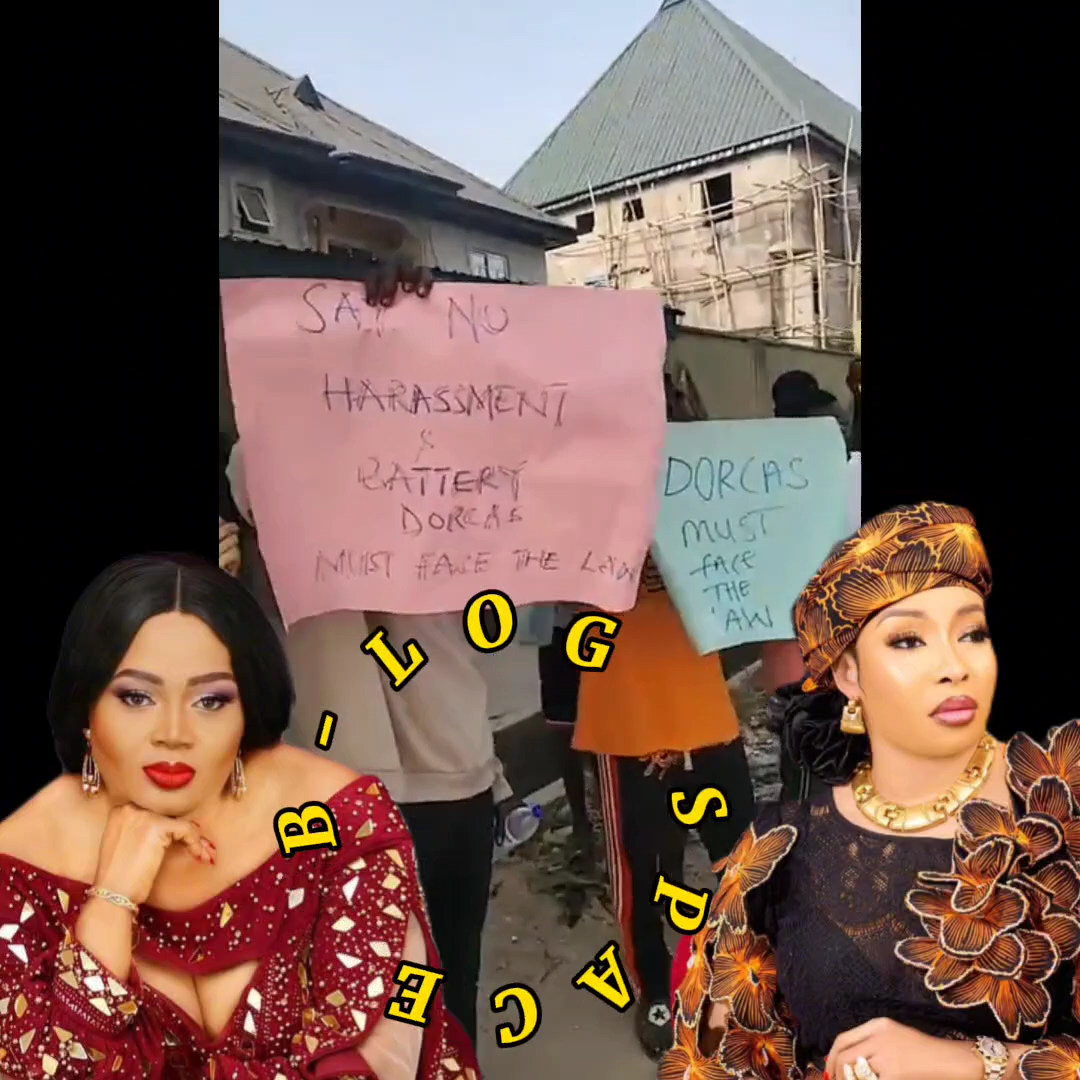 SAY NO
HARASSMENT
&
BATTERY
DORCAS
MUST FACE THE LAW
DORCAS
MUST
FACE
THE
LAW
B-LOG SPACE